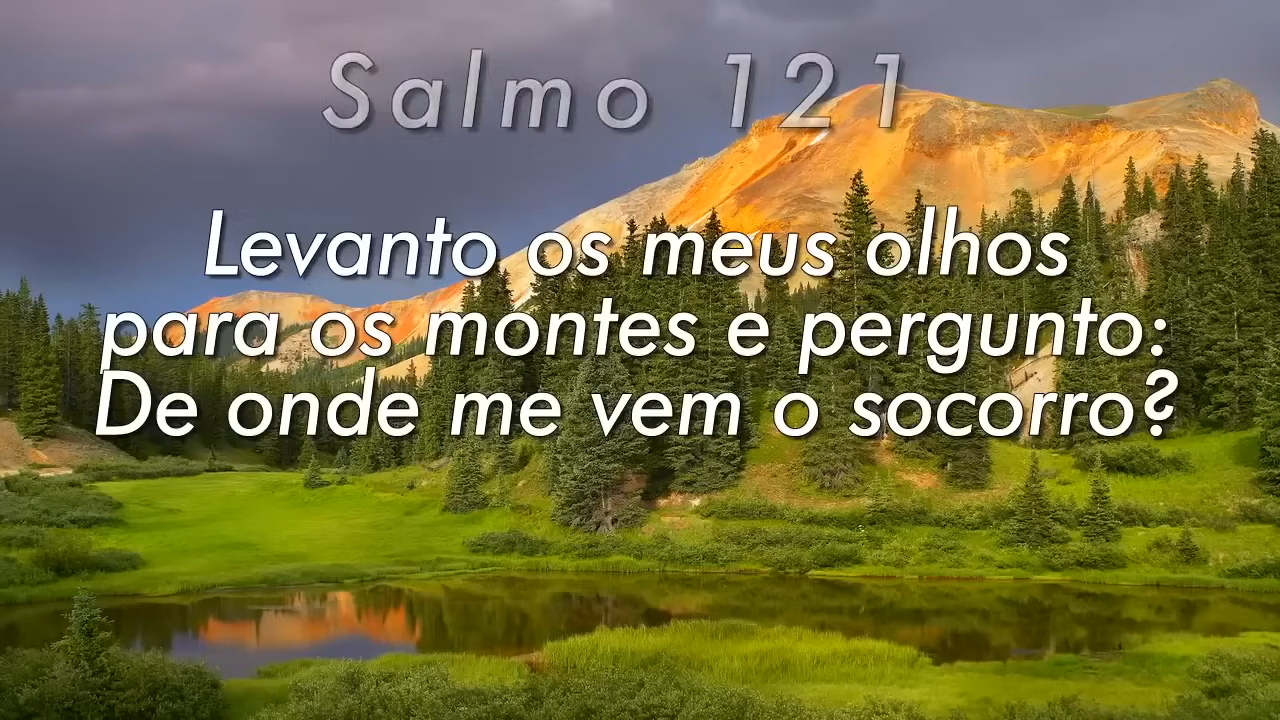 Salmo 121
Levanto os meus olhos
para os montes e pergunto:
De onde me vem o socorro?